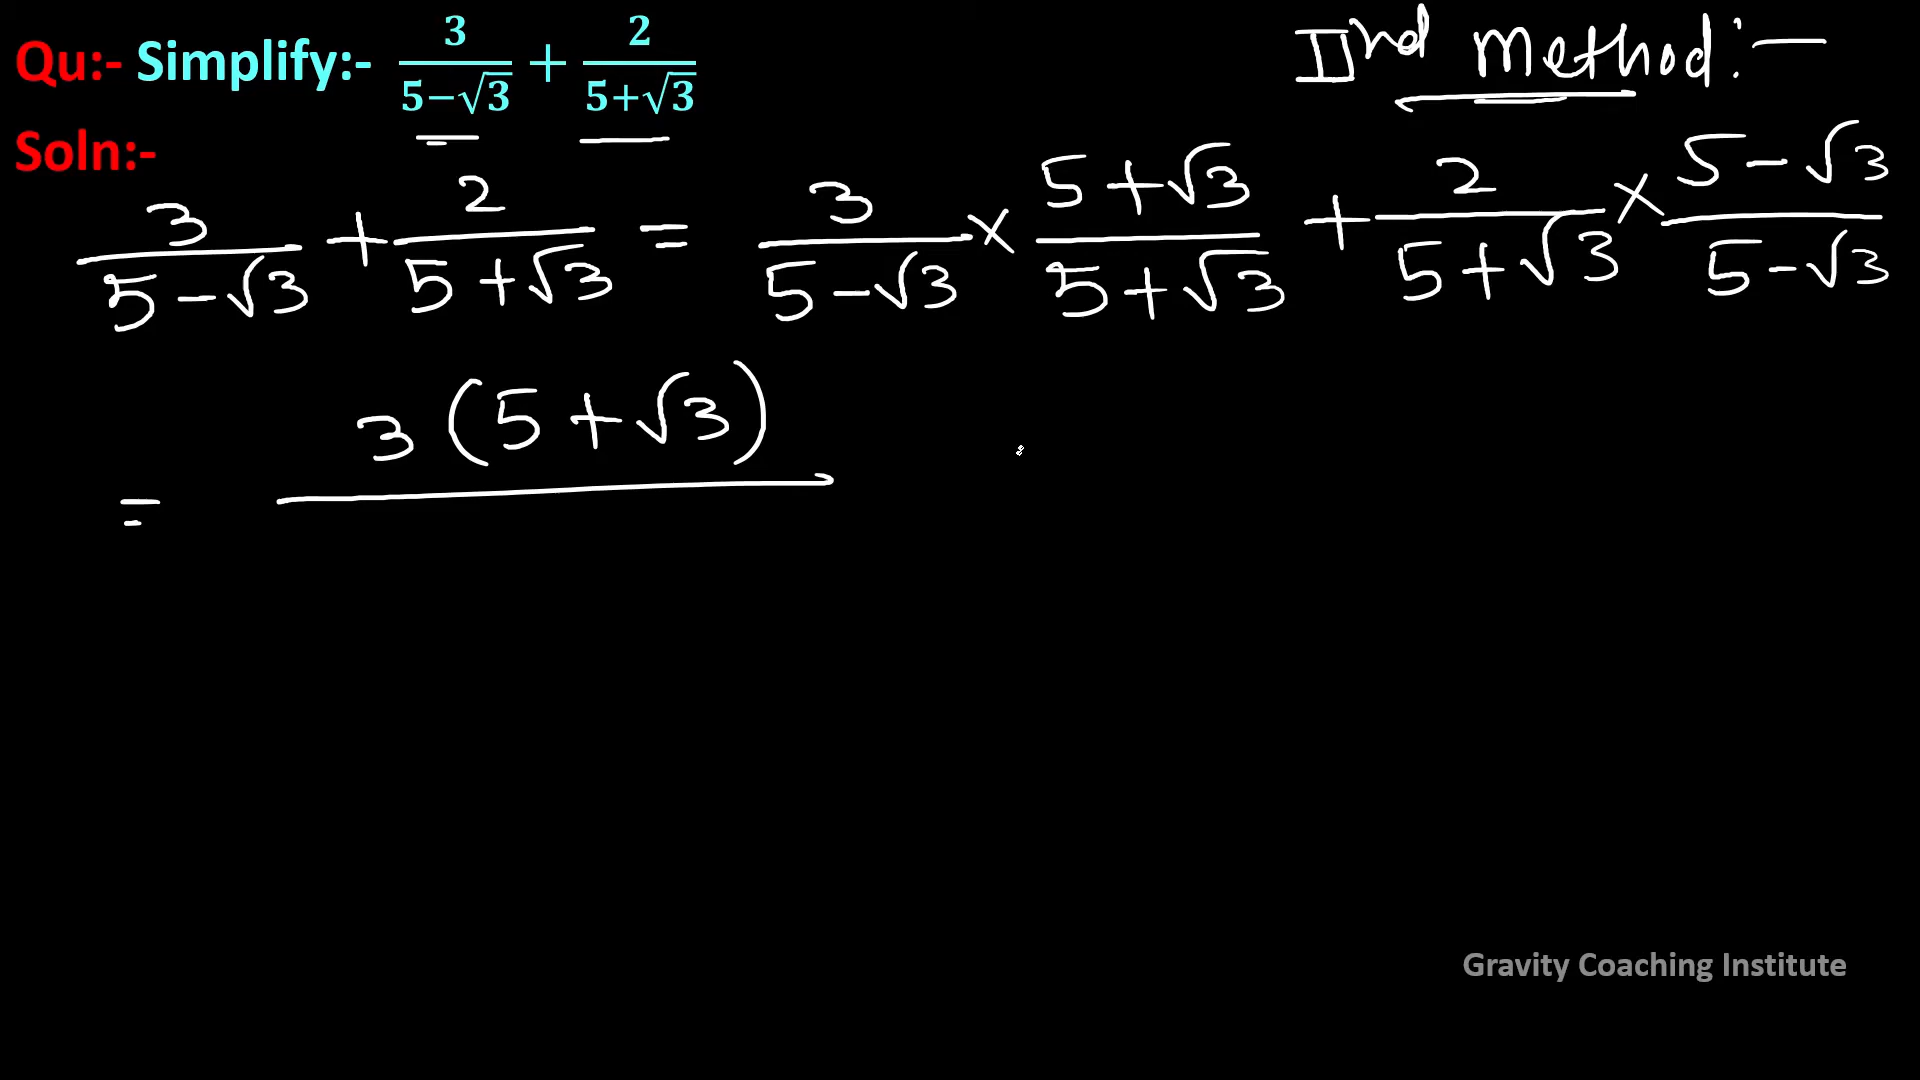 Qu:- Simplify:- 3/(5−√3) + 2/(5+√3)
IInd Method:—
Soln:-
3/(5−√3) + 2/(5+√3) = 3/(5−√3) × (5+√3)/(5+√3) + 2/(5+√3) × (5−√3)/(5−√3)
= 3(5+√3)/
Gravity Coaching Institute